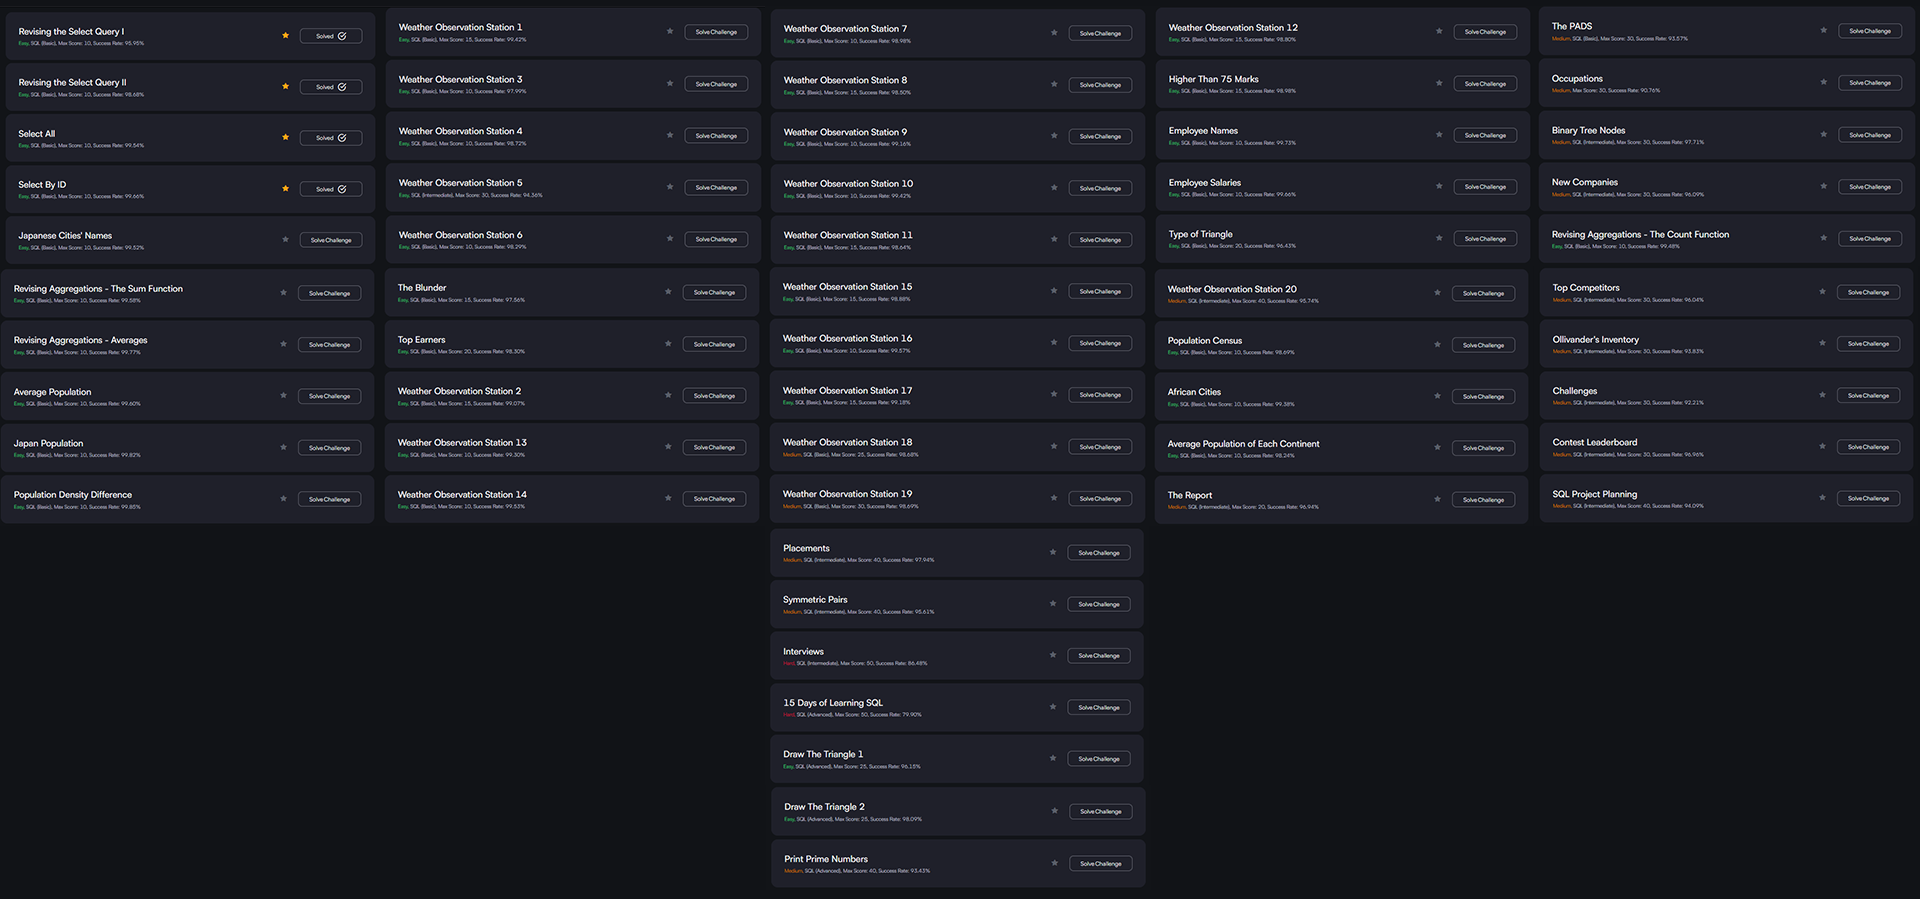 Revising the Select Query I
Easy, SQL (Basic), Max Score: 10, Success Rate: 95.95%
Solved
Revising the Select Query II
Easy, SQL (Basic), Max Score: 10, Success Rate: 98.68%
Solved
Select All
Easy, SQL (Basic), Max Score: 10, Success Rate: 99.54%
Solved
Select By ID
Easy, SQL (Basic), Max Score: 10, Success Rate: 99.66%
Solved
Japanese Cities' Names
Easy, SQL (Basic), Max Score: 10, Success Rate: 99.52%
Solve Challenge
Revising Aggregations - The Sum Function
Easy, SQL (Basic), Max Score: 10, Success Rate: 99.58%
Solve Challenge
Revising Aggregations - Averages
Easy, SQL (Basic), Max Score: 10, Success Rate: 99.77%
Solve Challenge
Average Population
Easy, SQL (Basic), Max Score: 10, Success Rate: 99.60%
Solve Challenge
Japan Population
Easy, SQL (Basic), Max Score: 10, Success Rate: 99.82%
Solve Challenge
Population Density Difference
Easy, SQL (Basic), Max Score: 10, Success Rate: 99.85%
Solve Challenge
Weather Observation Station 1
Easy, SQL (Basic), Max Score: 15, Success Rate: 99.42%
Solve Challenge
Weather Observation Station 3
Easy, SQL (Basic), Max Score: 10, Success Rate: 97.99%
Solve Challenge
Weather Observation Station 4
Easy, SQL (Basic), Max Score: 10, Success Rate: 98.72%
Solve Challenge
Weather Observation Station 5
Easy, SQL (Intermediate), Max Score: 30, Success Rate: 94.36%
Solve Challenge
Weather Observation Station 6
Easy, SQL (Basic), Max Score: 10, Success Rate: 98.29%
Solve Challenge
The Blunder
Easy, SQL (Basic), Max Score: 15, Success Rate: 97.56%
Solve Challenge
Top Earners
Easy, SQL (Basic), Max Score: 20, Success Rate: 98.30%
Solve Challenge
Weather Observation Station 2
Easy, SQL (Basic), Max Score: 15, Success Rate: 99.07%
Solve Challenge
Weather Observation Station 13
Easy, SQL (Basic), Max Score: 10, Success Rate: 99.30%
Solve Challenge
Weather Observation Station 14
Easy, SQL (Basic), Max Score: 10, Success Rate: 99.53%
Solve Challenge
Weather Observation Station 7
Easy, SQL (Basic), Max Score: 10, Success Rate: 98.98%
Solve Challenge
Weather Observation Station 8
Easy, SQL (Basic), Max Score: 15, Success Rate: 98.50%
Solve Challenge
Weather Observation Station 9
Easy, SQL (Basic), Max Score: 10, Success Rate: 99.16%
Solve Challenge
Weather Observation Station 10
Easy, SQL (Basic), Max Score: 10, Success Rate: 99.42%
Solve Challenge
Weather Observation Station 11
Easy, SQL (Basic), Max Score: 15, Success Rate: 98.64%
Solve Challenge
Weather Observation Station 15
Easy, SQL (Basic), Max Score: 15, Success Rate: 98.88%
Solve Challenge
Weather Observation Station 16
Easy, SQL (Basic), Max Score: 10, Success Rate: 99.57%
Solve Challenge
Weather Observation Station 17
Easy, SQL (Basic), Max Score: 15, Success Rate: 99.18%
Solve Challenge
Weather Observation Station 18
Medium, SQL (Basic), Max Score: 25, Success Rate: 98.68%
Solve Challenge
Weather Observation Station 19
Medium, SQL (Basic), Max Score: 30, Success Rate: 98.69%
Solve Challenge
Placements
Medium, SQL (Intermediate), Max Score: 40, Success Rate: 97.94%
Solve Challenge
Symmetric Pairs
Medium, SQL (Intermediate), Max Score: 40, Success Rate: 95.61%
Solve Challenge
Interviews
Hard, SQL (Intermediate), Max Score: 50, Success Rate: 86.48%
Solve Challenge
15 Days of Learning SQL
Hard, SQL (Advanced), Max Score: 50, Success Rate: 79.90%
Solve Challenge
Draw The Triangle 1
Easy, SQL (Advanced), Max Score: 25, Success Rate: 96.15%
Solve Challenge
Draw The Triangle 2
Easy, SQL (Advanced), Max Score: 25, Success Rate: 98.09%
Solve Challenge
Print Prime Numbers
Medium, SQL (Advanced), Max Score: 40, Success Rate: 93.43%
Solve Challenge
Weather Observation Station 12
Easy, SQL (Basic), Max Score: 15, Success Rate: 98.80%
Solve Challenge
Higher Than 75 Marks
Easy, SQL (Basic), Max Score: 15, Success Rate: 98.98%
Solve Challenge
Employee Names
Easy, SQL (Basic), Max Score: 10, Success Rate: 99.73%
Solve Challenge
Employee Salaries
Easy, SQL (Basic), Max Score: 10, Success Rate: 99.66%
Solve Challenge
Type of Triangle
Easy, SQL (Basic), Max Score: 20, Success Rate: 96.43%
Solve Challenge
Weather Observation Station 20
Medium, SQL (Intermediate), Max Score: 40, Success Rate: 95.74%
Solve Challenge
Population Census
Easy, SQL (Basic), Max Score: 10, Success Rate: 98.69%
Solve Challenge
African Cities
Easy, SQL (Basic), Max Score: 10, Success Rate: 99.38%
Solve Challenge
Average Population of Each Continent
Easy, SQL (Basic), Max Score: 10, Success Rate: 98.24%
Solve Challenge
The Report
Medium, SQL (Intermediate), Max Score: 20, Success Rate: 96.94%
Solve Challenge
The PADS
Medium, SQL (Basic), Max Score: 30, Success Rate: 93.57%
Solve Challenge
Occupations
Medium, Max Score: 30, Success Rate: 90.76%
Solve Challenge
Binary Tree Nodes
Medium, SQL (Intermediate), Max Score: 30, Success Rate: 97.71%
Solve Challenge
New Companies
Medium, SQL (Intermediate), Max Score: 30, Success Rate: 96.09%
Solve Challenge
Revising Aggregations - The Count Function
Easy, SQL (Basic), Max Score: 10, Success Rate: 99.48%
Solve Challenge
Top Competitors
Medium, SQL (Intermediate), Max Score: 30, Success Rate: 96.04%
Solve Challenge
Ollivander's Inventory
Medium, SQL (Intermediate), Max Score: 30, Success Rate: 93.83%
Solve Challenge
Challenges
Medium, SQL (Intermediate), Max Score: 30, Success Rate: 92.21%
Solve Challenge
Contest Leaderboard
Medium, SQL (Intermediate), Max Score: 30, Success Rate: 96.96%
Solve Challenge
SQL Project Planning
Medium, SQL (Intermediate), Max Score: 40, Success Rate: 94.09%
Solve Challenge